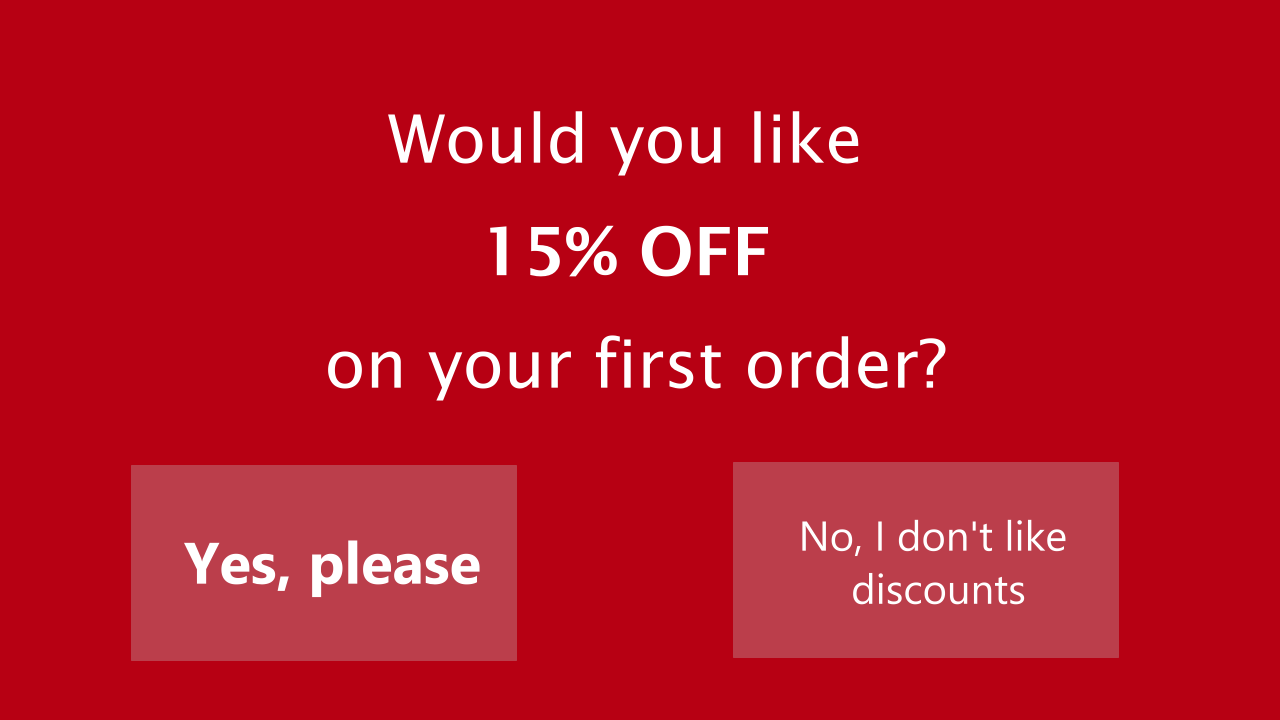 Would you like
15% OFF
on your first order?
Yes, please
No, I don't like
discounts